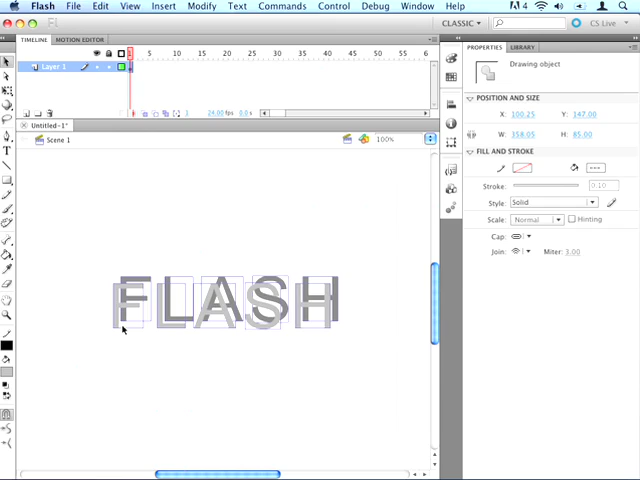 Flash File Edit View Insert Modify Text Commands Control Debug Window Help
4
CLASSIC
CS Live
TIMELINE MOTION EDITOR
5 10 15 20 25 30 35 40 45 50 55 6
Layer 1
1 24.00 fps 0.0 s
Untitled-1*
Scene 1
100%
FLASH
FLASH
PROPERTIES LIBRARY
Drawing object
POSITION AND SIZE
X: 100.25 Y: 147.00
W: 358.05 H: 85.00
FILL AND STROKE
Stroke: 0.10
Style: Solid
Scale: Normal Hinting
Cap:
Join: Miter: 3.00